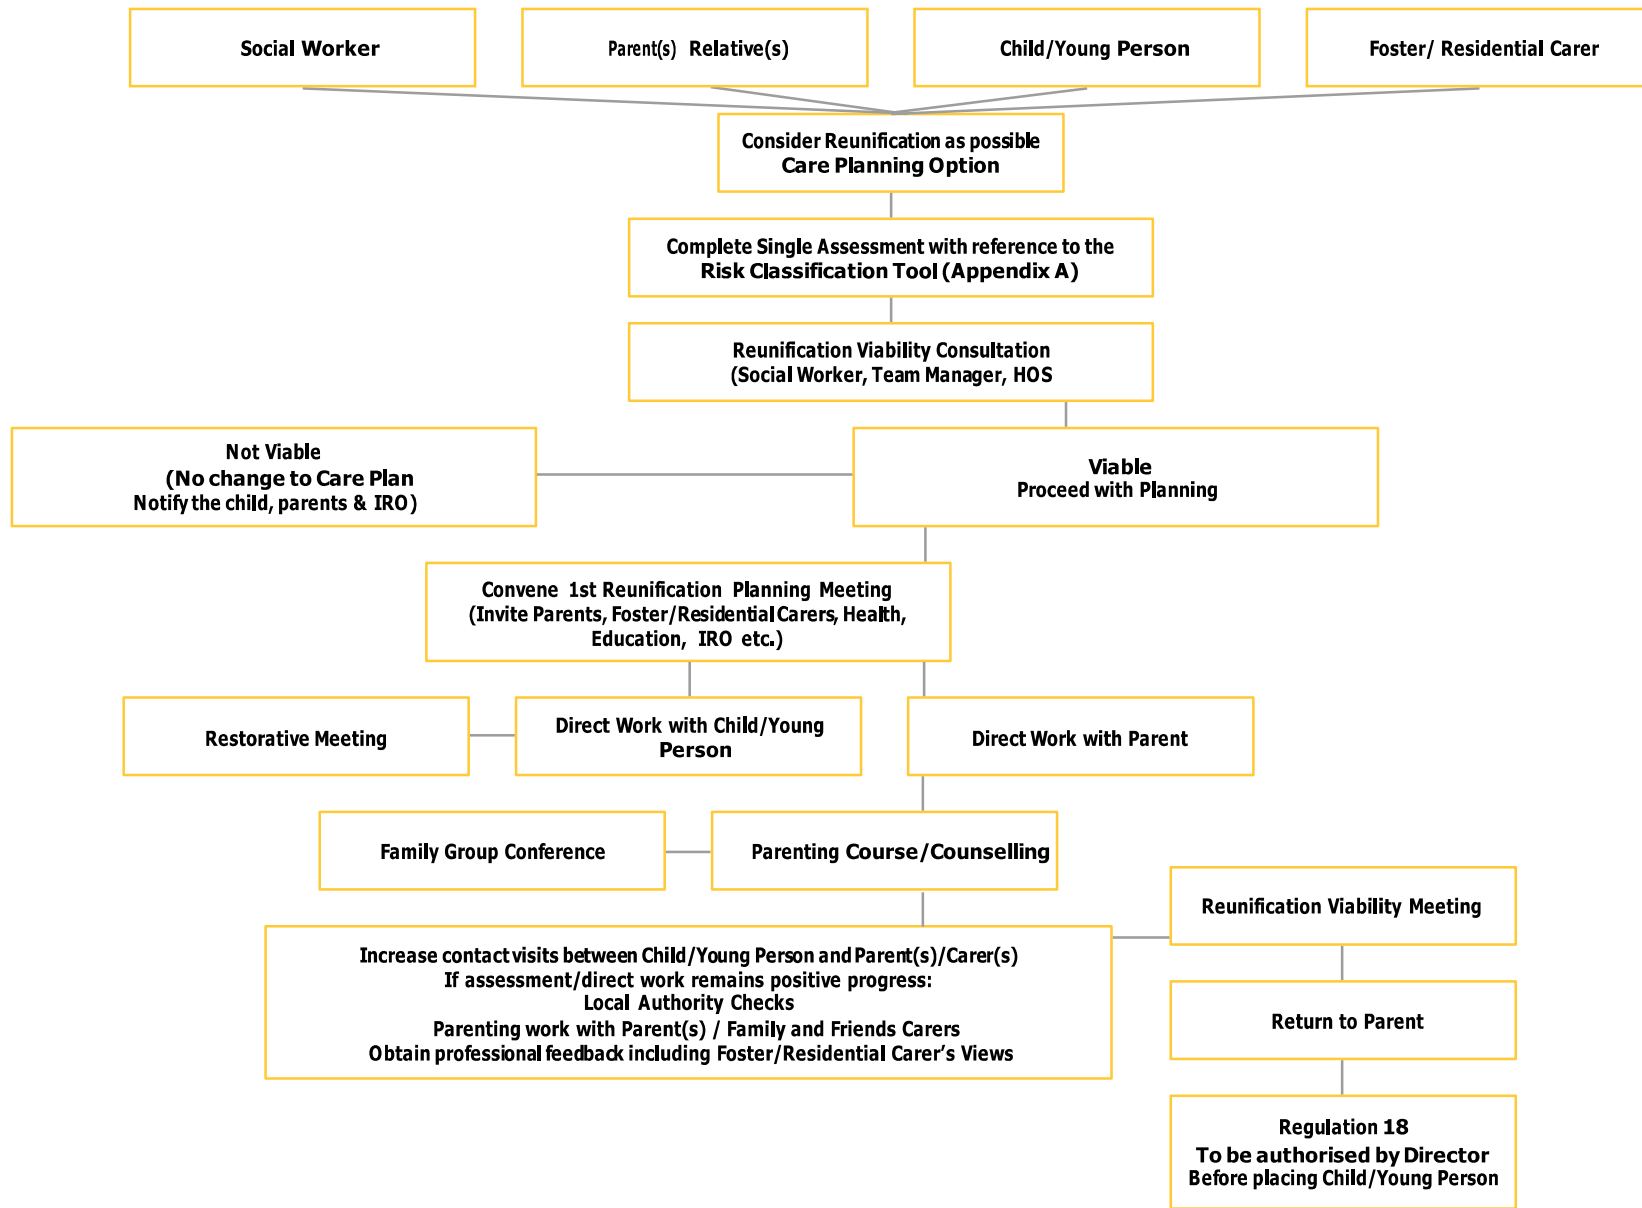 Social Worker
Parent(s) Relative(s)
Child/Young Person
Foster/ Residential Carer
Consider Reunification as possible
Care Planning Option
Complete Single Assessment with reference to the
Risk Classification Tool (Appendix A)
Reunification Viability Consultation
(Social Worker, Team Manager, HOS
Not Viable
(No change to Care Plan
Notify the child, parents & IRO)
Viable
Proceed with Planning
Convene 1st Reunification Planning Meeting
(Invite Parents, Foster/Residential Carers, Health,
Education, IRO etc.)
Restorative Meeting
Direct Work with Child/Young
Person
Direct Work with Parent
Family Group Conference
Parenting Course/Counselling
Reunification Viability Meeting
Increase contact visits between Child/Young Person and Parent(s)/Carer(s)
If assessment/direct work remains positive progress:
Local Authority Checks
Parenting work with Parent(s) / Family and Friends Carers
Obtain professional feedback including Foster/Residential Carer’s Views
Return to Parent
Regulation 18
To be authorised by Director
Before placing Child/Young Person